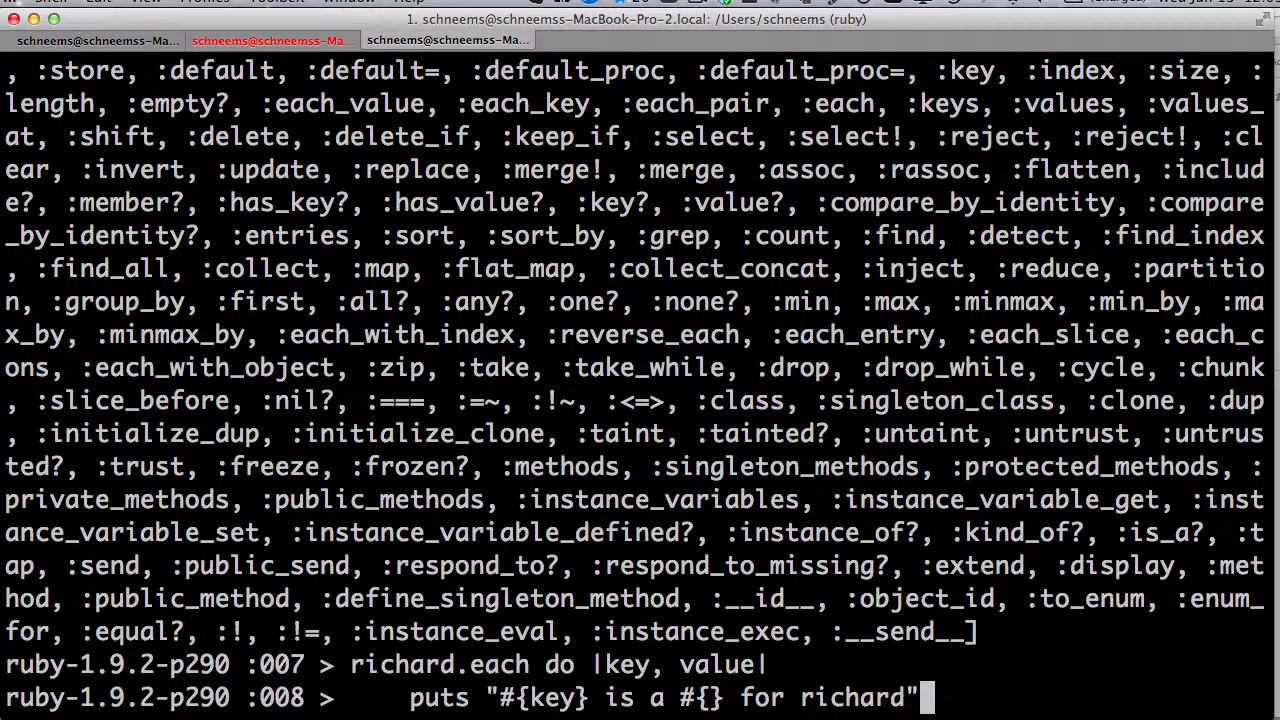 1. schneems@schneemss-MacBook-Pro-2.local: /Users/schneems (ruby)
schneems@schneemss-Ma... schneems@schneemss-Ma... schneems@schneemss-Ma...
, :store, :default, :default=, :default_proc, :default_proc=, :key, :index, :size, :
length, :empty?, :each_value, :each_key, :each_pair, :each, :keys, :values, :values_
at, :shift, :delete, :delete_if, :keep_if, :select, :select!, :reject, :reject!, :cl
ear, :invert, :update, :replace, :merge!, :merge, :assoc, :rassoc, :flatten, :includ
e?, :member?, :has_key?, :has_value?, :key?, :value?, :compare_by_identity, :compare
_by_identity?, :entries, :sort, :sort_by, :grep, :count, :find, :detect, :find_index
, :find_all, :collect, :map, :flat_map, :collect_concat, :inject, :reduce, :partitio
n, :group_by, :first, :all?, :any?, :one?, :none?, :min, :max, :minmax, :min_by, :ma
x_by, :minmax_by, :each_with_index, :reverse_each, :each_entry, :each_slice, :each_c
ons, :each_with_object, :zip, :take, :take_while, :drop, :drop_while, :cycle, :chunk
, :slice_before, :nil?, :===, :=~, :!~, :<=>, :class, :singleton_class, :clone, :dup
, :initialize_dup, :initialize_clone, :taint, :tainted?, :untaint, :untrust, :untrus
ted?, :trust, :freeze, :frozen?, :methods, :singleton_methods, :protected_methods, :
private_methods, :public_methods, :instance_variables, :instance_variable_get, :inst
ance_variable_set, :instance_variable_defined?, :instance_of?, :kind_of?, :is_a?, :t
ap, :send, :public_send, :respond_to?, :respond_to_missing?, :extend, :display, :met
hod, :public_method, :define_singleton_method, :__id__, :object_id, :to_enum, :enum_
for, :equal?, :!, :!=, :instance_eval, :instance_exec, :__send__]
ruby-1.9.2-p290 :007 > richard.each do |key, value|
ruby-1.9.2-p290 :008 >     puts "#{key} is a #{} for richard"